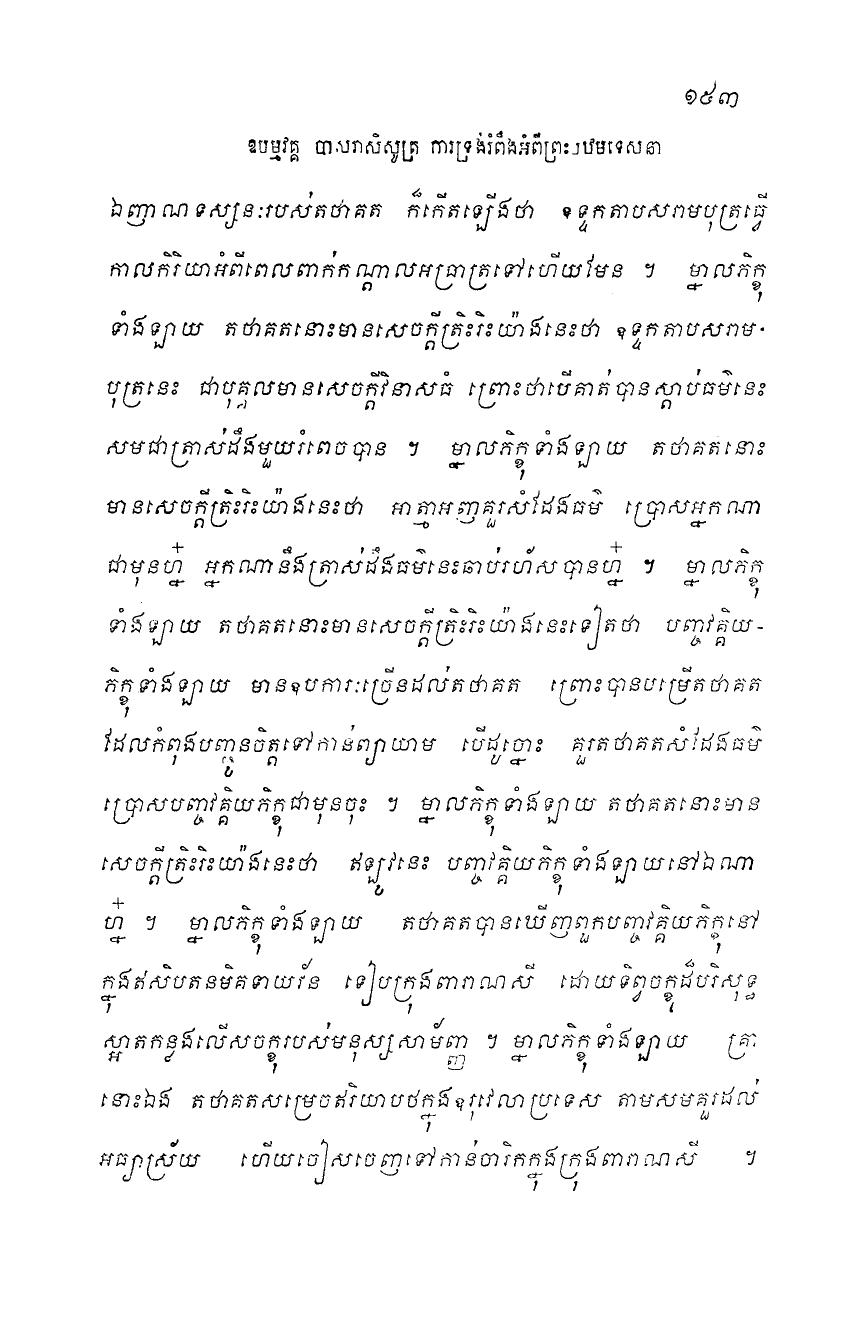 ១៥៣
ឧបម្មវគ្គ បាសរាសិសូត្រ ការទ្រង់រំពឹងអំពីព្រះបឋមទេសនា
ឯញាណទស្សនៈរបស់តថាគត ក៏កើតឡើងថា ឧទ្ទកតាបសរាមបុត្រធ្វើ
កាលកិរិយាអំពីពេលពាក់កណ្តាលអធ្រាត្រទៅហើយមែន ។ ម្នាលភិក្ខុ
ទាំងឡាយ តថាគតនោះមានសេចក្តីត្រិះរិះយ៉ាងនេះថា ឧទ្ទកតាបសរាម-
បុត្រនេះ ជាបុគ្គលមានសេចក្តីវិនាសធំ ព្រោះថាបើគាត់បានស្តាប់ធម៌នេះ
សមជាត្រាស់ដឹងមួយរំពេចបាន ។ ម្នាលភិក្ខុទាំងឡាយ តថាគតនោះ
មានសេចក្តីត្រិះរិះយ៉ាងនេះថា អាត្មាអញគួរសំដែងធម៌ ប្រោសអ្នកណា
ជាមុនហ្ន៎ អ្នកណានឹងត្រាស់ដឹងធម៌នេះឆាប់រហ័សបានហ្ន៎ ។ ម្នាលភិក្ខុ
ទាំងឡាយ តថាគតនោះមានសេចក្តីត្រិះរិះយ៉ាងនេះទៀតថា បញ្ចវគ្គិយ-
ភិក្ខុទាំងឡាយ មានឧបការៈច្រើនដល់តថាគត ព្រោះបានបម្រើតថាគត
ដែលកំពុងបញ្ជូនចិត្តទៅកាន់ព្យាយាម បើដូច្នោះ គួរតថាគតសំដែងធម៌
ប្រោសបញ្ចវគ្គិយភិក្ខុជាមុនចុះ ។ ម្នាលភិក្ខុទាំងឡាយ តថាគតនោះមាន
សេចក្តីត្រិះរិះយ៉ាងនេះថា ឥឡូវនេះ បញ្ចវគ្គិយភិក្ខុទាំងឡាយនៅឯណា
ហ្ន៎ ។ ម្នាលភិក្ខុទាំងឡាយ តថាគតបានឃើញពួកបញ្ចវគ្គិយភិក្ខុនៅ
ក្នុងឥសិបតនមិគទាយវ័ន ទៀបក្រុងពារាណសី ដោយទិព្វចក្ខុដ៏បរិសុទ្ធ
ស្អាតកន្លងលើសចក្ខុរបស់មនុស្សសាម័ញ្ញ ។ ម្នាលភិក្ខុទាំងឡាយ គ្រា
នោះឯង តថាគតសម្រេចឥរិយាបថក្នុងឧរុវេលាប្រទេស តាមសមគួរដល់
អធ្យាស្រ័យ ហើយចៀសចេញទៅកាន់ចារិកក្នុងក្រុងពារាណសី ។